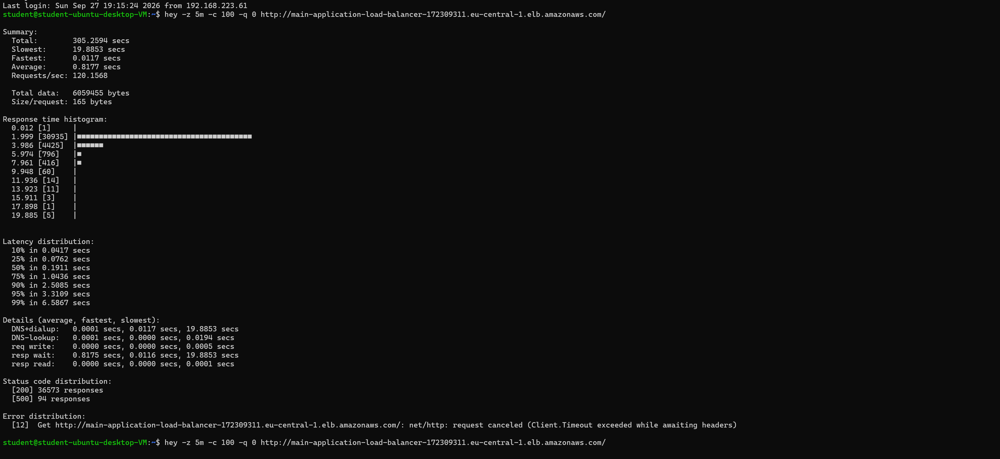 Last login: Sun Sep 27 19:15:24 2026 from 192.168.223.61
student@student-ubuntu-desktop-VM:~$ hey -z 5m -c 100 -q 0 http://main-application-load-balancer-172309311.eu-central-1.elb.amazonaws.com/

Summary:
  Total:        305.2594 secs
  Slowest:      19.8853 secs
  Fastest:      0.0117 secs
  Average:      0.8177 secs
  Requests/sec: 120.1568

  Total data:   6059455 bytes
  Size/request: 165 bytes

Response time histogram:
  0.012 [1]     |
  1.999 [30935] |■■■■■■■■■■■■■■■■■■■■■■■■■■■■■■■■■■■■■■■■
  3.986 [4425]  |■■■■■■
  5.974 [796]   |■
  7.961 [416]   |■
  9.948 [60]    |
  11.936 [14]   |
  13.923 [11]   |
  15.911 [3]    |
  17.898 [1]    |
  19.885 [5]    |


Latency distribution:
  10% in 0.0417 secs
  25% in 0.0762 secs
  50% in 0.1911 secs
  75% in 1.0436 secs
  90% in 2.5085 secs
  95% in 3.3109 secs
  99% in 6.5867 secs

Details (average, fastest, slowest):
  DNS+dialup:   0.0001 secs, 0.0117 secs, 19.8853 secs
  DNS-lookup:   0.0001 secs, 0.0000 secs, 0.0194 secs
  req write:    0.0000 secs, 0.0000 secs, 0.0005 secs
  resp wait:    0.8175 secs, 0.0116 secs, 19.8853 secs
  resp read:    0.0000 secs, 0.0000 secs, 0.0001 secs

Status code distribution:
  [200] 36573 responses
  [500] 94 responses

Error distribution:
  [12]  Get http://main-application-load-balancer-172309311.eu-central-1.elb.amazonaws.com/: net/http: request canceled (Client.Timeout exceeded while awaiting headers)

student@student-ubuntu-desktop-VM:~$ hey -z 5m -c 100 -q 0 http://main-application-load-balancer-172309311.eu-central-1.elb.amazonaws.com/